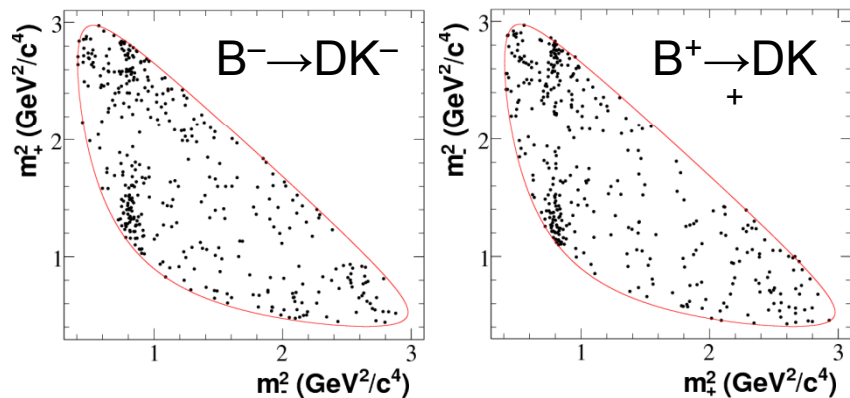 B⁻→DK⁻
m²₊ (GeV²/c⁴)
3
2
1
1 2 3
m²₋ (GeV²/c⁴)
B⁺→DK
+
m²₋ (GeV²/c⁴)
3
2
1
1 2 3
m²₊ (GeV²/c⁴)